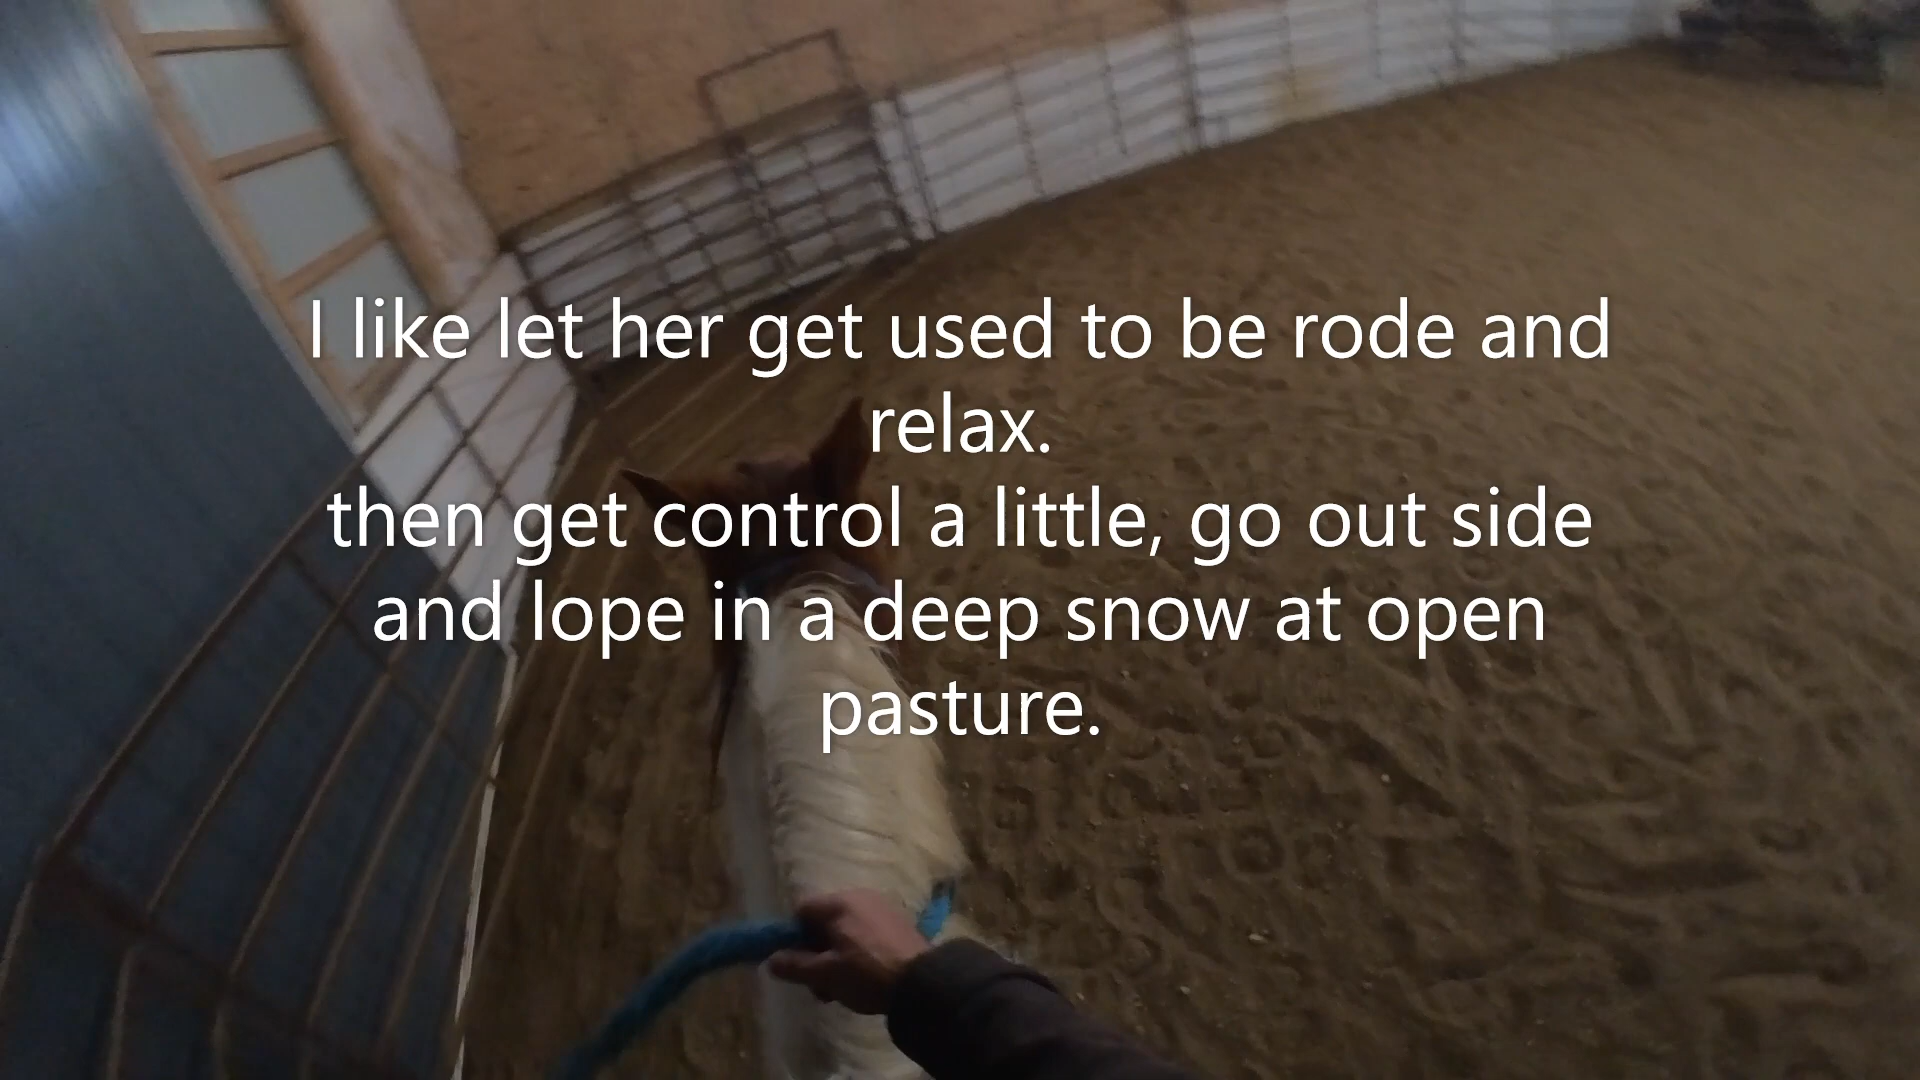 I like let her get used to be rode and
relax.
then get control a little, go out side
and lope in a deep snow at open
pasture.